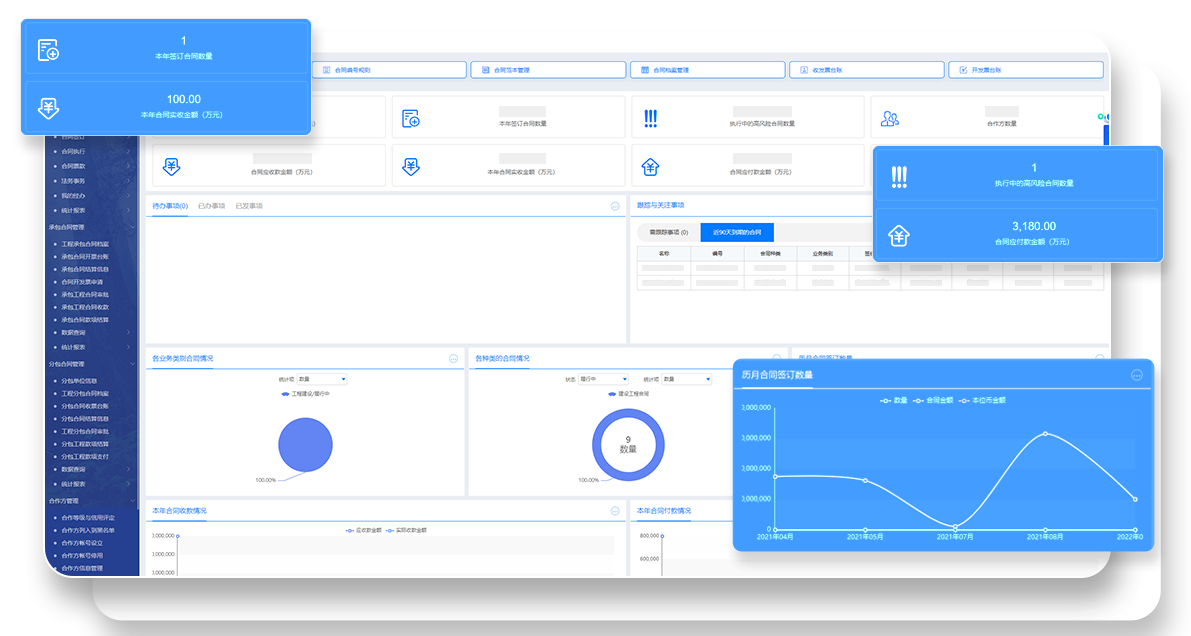 1
本年签订合同数量
100.00
本年合同实收金额（万元）
合同编号规则
合同范本管理
合同档案管理
收发票台账
开发票台账
本年签订合同数量
执行中的高风险合同数量
合作方数量
合同应收款金额（万元）
本年合同实收金额（万元）
合同应付款金额（万元）
1
执行中的高风险合同数量
3,180.00
合同应付款金额（万元）
合同执行
合同票款
法务事务
我的经办
统计报表
承包合同管理
工程承包合同档案
承包合同开票台账
承包合同结算信息
合同开发票申请
承包工程合同审批
承包工程合同收款
承包合同款项结算
数据查询
统计报表
分包合同管理
分包单位信息
工程分包合同档案
分包合同收票台账
分包合同结算信息
工程分包合同审批
分包工程款项结算
分包工程款项支付
数据查询
统计报表
合作方管理
合作等级与信用评定
合作方列入到黑名单
合作方帐号设立
合作方帐号停用
合作方信息管理
待办事项(0)
已办事项
已发事项
跟踪与关注事项
需跟踪事项 (0)
近90天到期的合同
名称
编号
合同种类
业务类别
各业务类别合同情况
统计项
数量
工程建设/履行中
100.00%
各种类的合同情况
状态
履行中
统计项
数量
建设工程合同
9
数量
100.00%
历月合同签订数量
历月合同签订数量
数量
合同金额
本位币金额
0,000,000
0,000,000
0,000,000
0
2021年04月
2021年05月
2021年07月
2021年08月
2022年0
本年合同收款情况
应收款金额
实际收款金额
3,000,000
本年合同付款情况
800,000
600,000